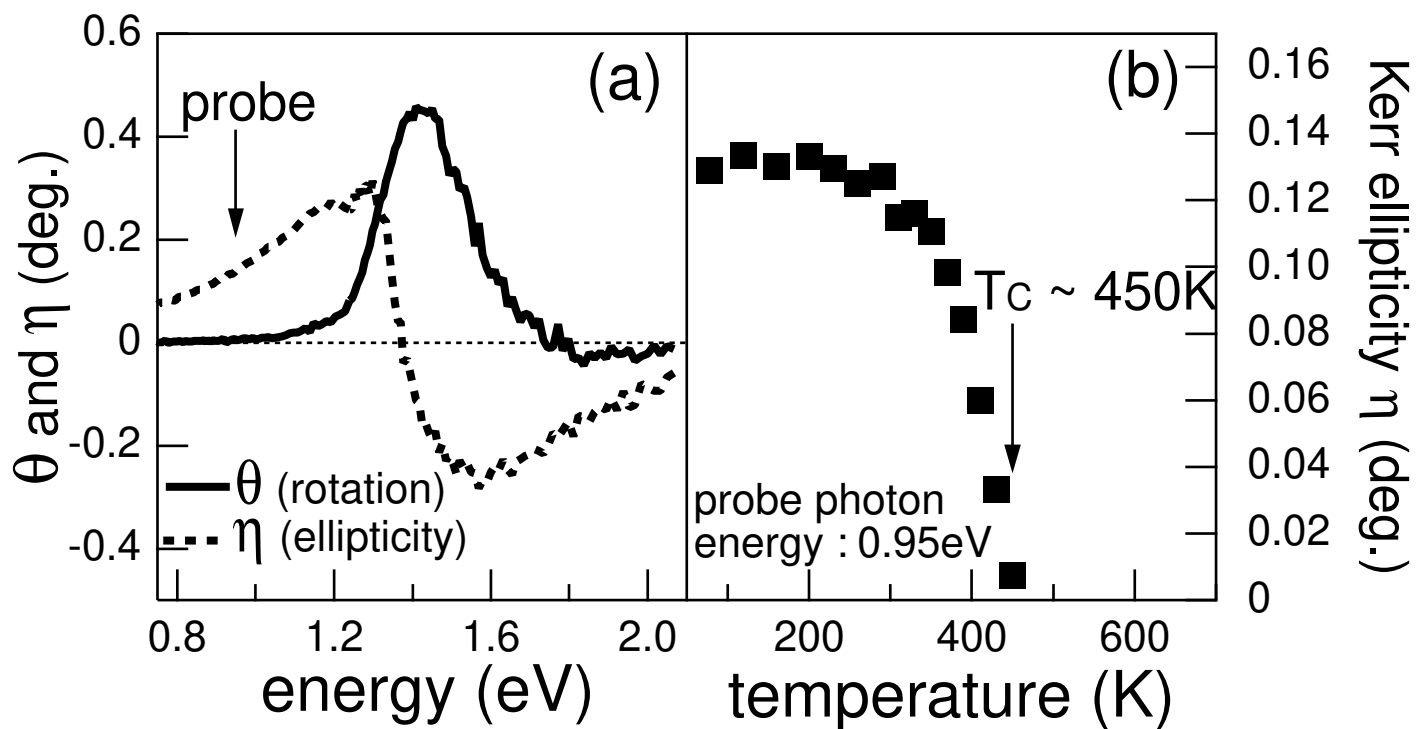 (a)
probe
0.6
0.4
0.2
0
-0.2
-0.4
θ and η (deg.)
θ (rotation)
η (ellipticity)
0.8 1.2 1.6 2.0
energy (eV)
(b)
TC ~ 450K
probe photon
energy : 0.95eV
200 400 600
temperature (K)
0.16
0.14
0.12
0.10
0.08
0.06
0.04
0.02
0
Kerr ellipticity η (deg.)